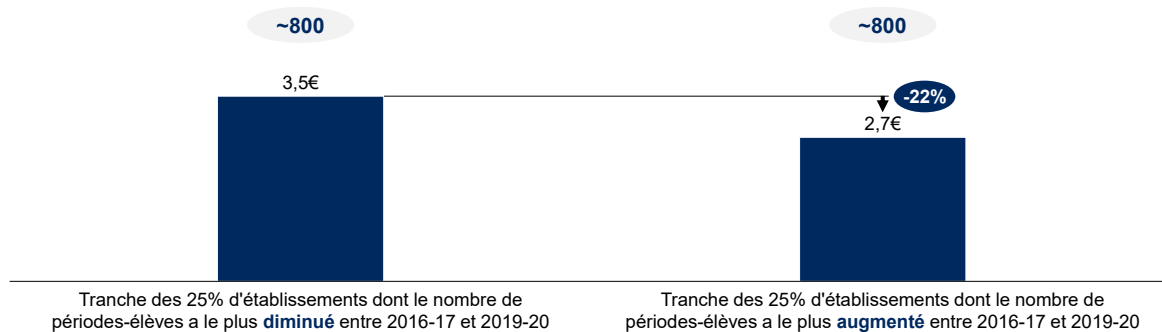 ~800
~800
3,5€
-22%
2,7€
Tranche des 25% d'établissements dont le nombre de
périodes-élèves a le plus diminué entre 2016-17 et 2019-20
Tranche des 25% d'établissements dont le nombre de
périodes-élèves a le plus augmenté entre 2016-17 et 2019-20